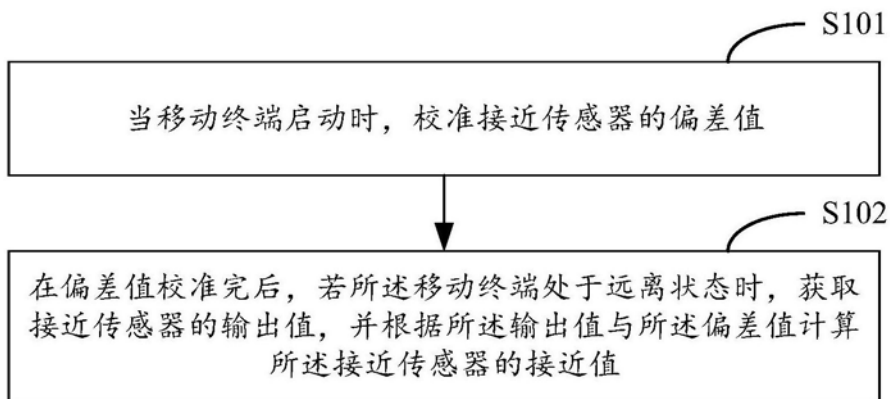 S101
当移动终端启动时，校准接近传感器的偏差值
S102
在偏差值校准完后，若所述移动终端处于远离状态时，获取
接近传感器的输出值，并根据所述输出值与所述偏差值计算
所述接近传感器的接近值